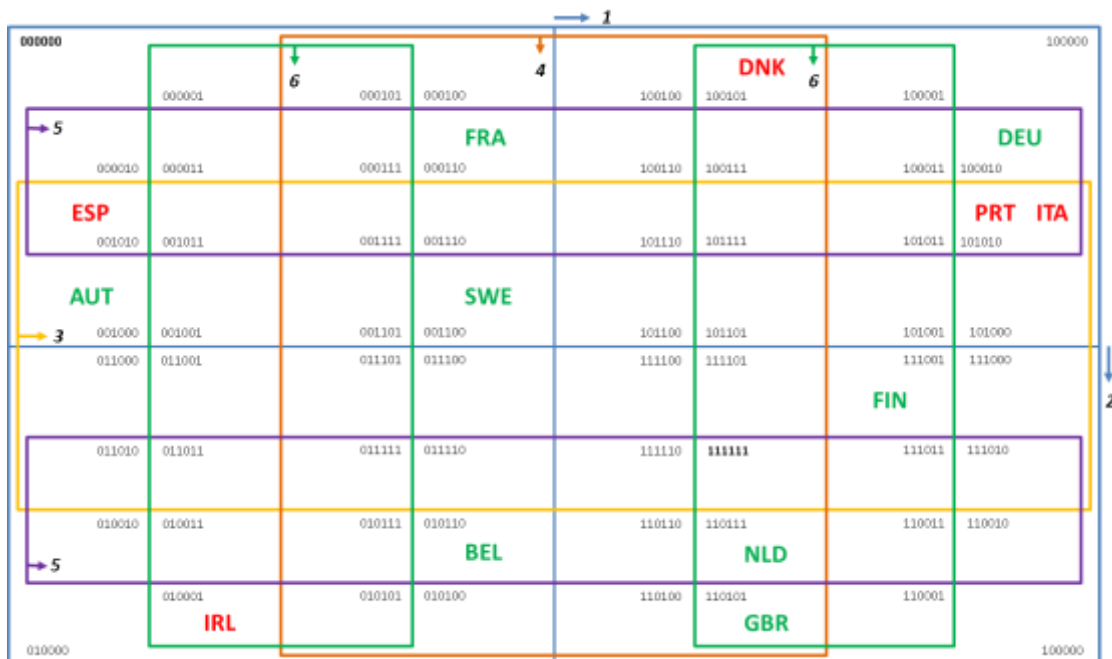 1
000000 100000
6 4 DNK 6
000001 000101 000100 100100 100101 100001
5 FRA DEU
000010 000011 000111 000110 100110 100111 100011 100010
ESP PRT ITA
001010 001011 001111 001110 101110 101111 101011 101010
AUT SWE
3 001000 001001 001101 001100 101100 101101 101001 101000
011000 011001 011101 011100 111100 111101 111001 111000
FIN 2
011010 011011 011111 011110 111110 111111 111011 111010
010010 010011 010111 010110 110110 110111 110011 110010
5 BEL NLD
010001 010101 010100 110100 110101 110001
IRL GBR
010000 100000